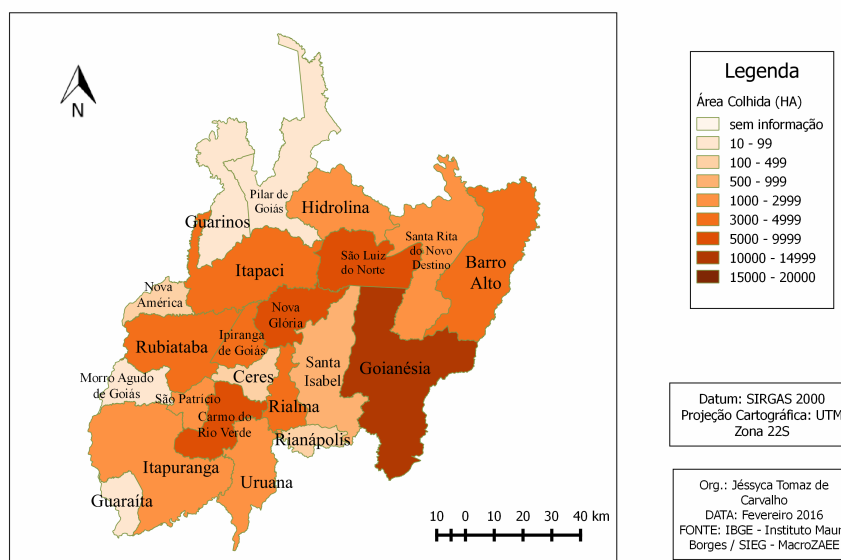 N
Pilar de
Goiás
Guarinos
Hidrolina
Santa Rita
do Novo
Destino
São Luiz
do Norte
Barro
Alto
Itapaci
Nova
América
Nova
Glória
Ipiranga
de Goiás
Rubiataba
Santa
Isabel
Goianésia
Morro Agudo
de Goiás
Ceres
São Patrício
Carmo do
Rio Verde
Rialma
Rianápolis
Itapuranga
Uruana
Guaraíta
10 0 10 20 30 40 km
Legenda
Área Colhida (HA)
sem informação
10 - 99
100 - 499
500 - 999
1000 - 2999
3000 - 4999
5000 - 9999
10000 - 14999
15000 - 20000
Datum: SIRGAS 2000
Projeção Cartográfica: UTM
Zona 22S
Org.: Jéssyca Tomaz de
Carvalho
DATA: Fevereiro 2016
FONTE: IBGE - Instituto Mau
Borges / SIEG - MacroZAEE